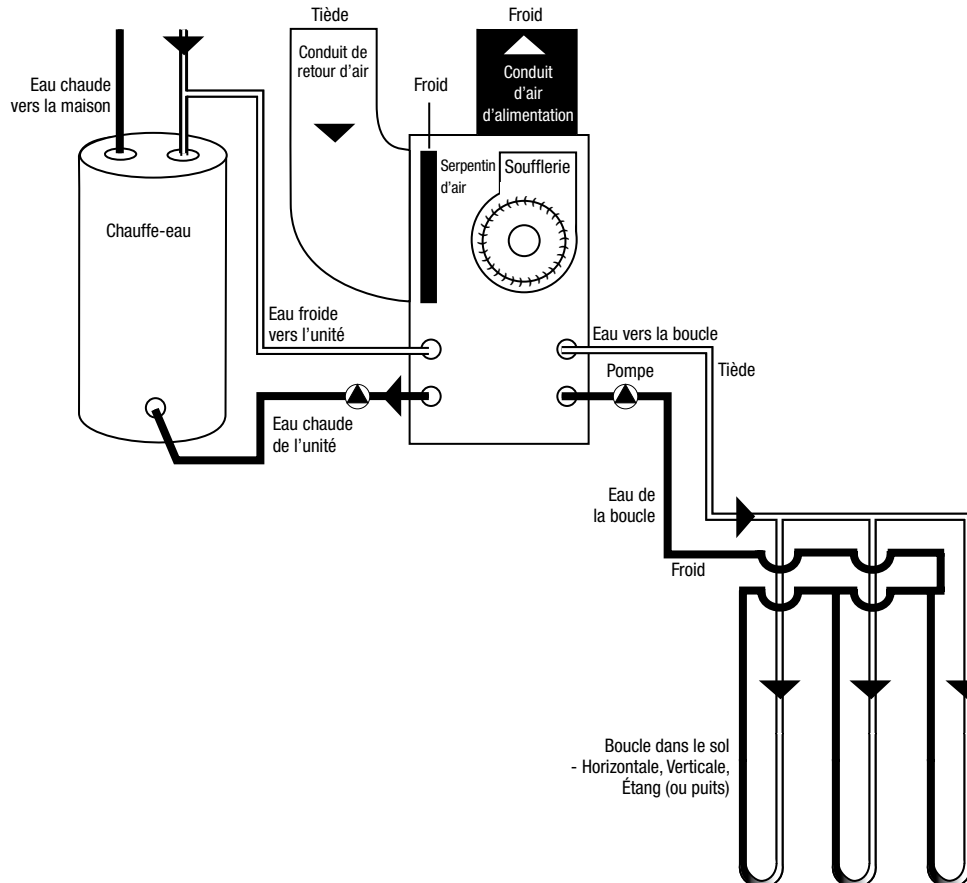 Tiède
Froid
Conduit de
retour d'air
Conduit
d'air
d'alimentation
Eau chaude
vers la maison
Froid
Serpentin
d'air
Soufflerie
Chauffe-eau
Eau froide
vers l'unité
Eau vers la boucle
Tiède
Pompe
Eau chaude
de l'unité
Eau de
la boucle
Froid
Boucle dans le sol
- Horizontale, Verticale,
Étang (ou puits)